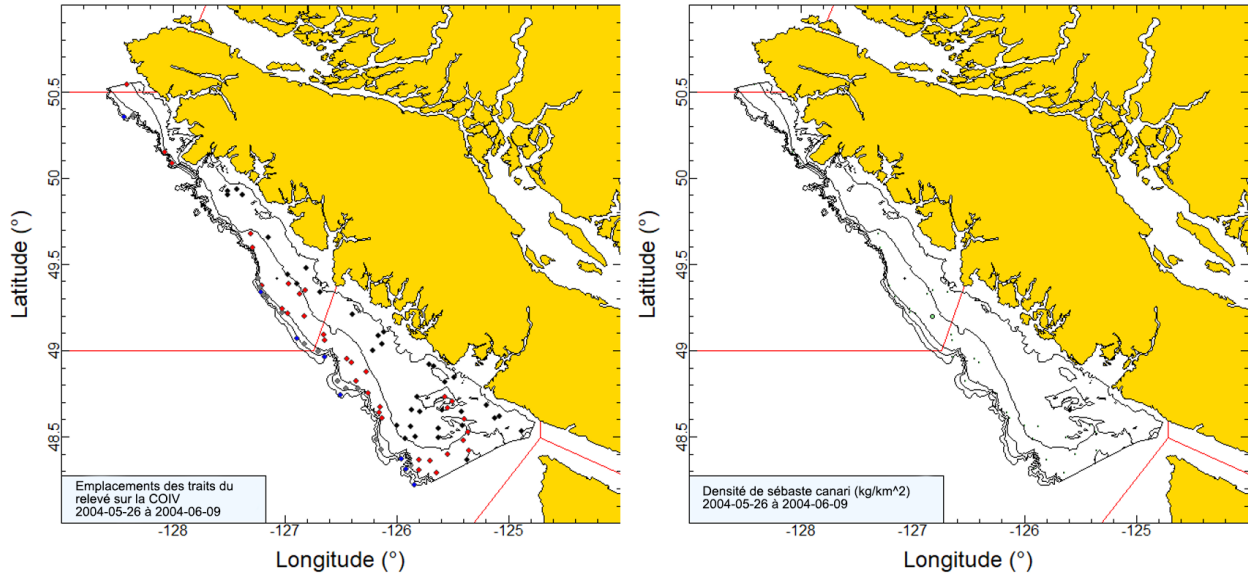 50.5
50
49.5
49
48.5
Latitude (°)
Emplacements des traits du
relevé sur la COIV
2004-05-26 à 2004-06-09
-128
-127
-126
-125
Longitude (°)
50.5
50
49.5
49
48.5
Latitude (°)
Densité de sébaste canari (kg/km^2)
2004-05-26 à 2004-06-09
-128
-127
-126
-125
Longitude (°)